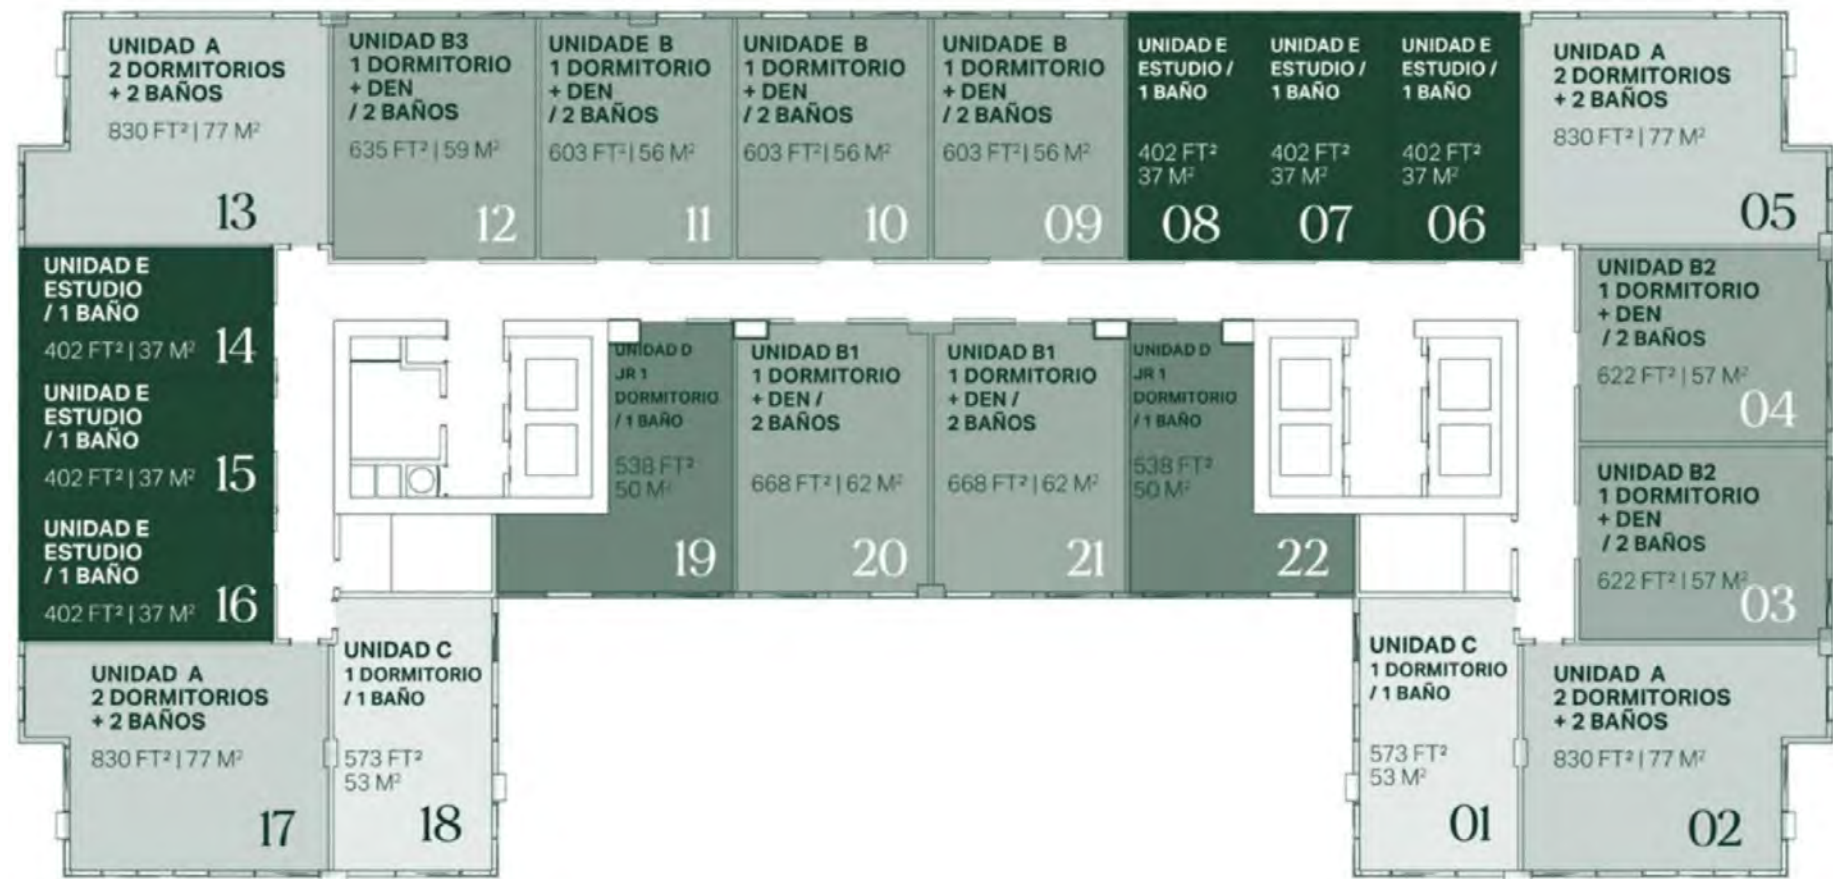 UNIDAD A
2 DORMITORIOS
+ 2 BAÑOS
830 FT² | 77 M²
13
UNIDAD B3
1 DORMITORIO
+ DEN
/ 2 BAÑOS
635 FT² | 59 M²
12
UNIDADE B
1 DORMITORIO
+ DEN
/ 2 BAÑOS
603 FT² | 56 M²
11
UNIDADE B
1 DORMITORIO
+ DEN
/ 2 BAÑOS
603 FT² | 56 M²
10
UNIDADE B
1 DORMITORIO
+ DEN
/ 2 BAÑOS
603 FT² | 56 M²
09
UNIDAD E
ESTUDIO /
1 BAÑO
402 FT²
37 M²
08
UNIDAD E
ESTUDIO /
1 BAÑO
402 FT²
37 M²
07
UNIDAD E
ESTUDIO /
1 BAÑO
402 FT²
37 M²
06
UNIDAD A
2 DORMITORIOS
+ 2 BAÑOS
830 FT² | 77 M²
05
UNIDAD E
ESTUDIO
/ 1 BAÑO
402 FT² | 37 M²
14
UNIDAD E
ESTUDIO
/ 1 BAÑO
402 FT² | 37 M²
15
UNIDAD E
ESTUDIO
/ 1 BAÑO
402 FT² | 37 M²
16
UNIDAD D
JR 1
DORMITORIO
/ 1 BAÑO
538 FT²
50 M²
19
UNIDAD B1
1 DORMITORIO
+ DEN /
2 BAÑOS
668 FT² | 62 M²
20
UNIDAD B1
1 DORMITORIO
+ DEN /
2 BAÑOS
668 FT² | 62 M²
21
UNIDAD D
JR 1
DORMITORIO
/ 1 BAÑO
538 FT²
50 M²
22
UNIDAD B2
1 DORMITORIO
+ DEN
/ 2 BAÑOS
622 FT² | 57 M²
04
UNIDAD B2
1 DORMITORIO
+ DEN
/ 2 BAÑOS
622 FT² | 57 M²
03
UNIDAD A
2 DORMITORIOS
+ 2 BAÑOS
830 FT² | 77 M²
17
UNIDAD C
1 DORMITORIO
/ 1 BAÑO
573 FT²
53 M²
18
UNIDAD C
1 DORMITORIO
/ 1 BAÑO
573 FT²
53 M²
01
UNIDAD A
2 DORMITORIOS
+ 2 BAÑOS
830 FT² | 77 M²
02